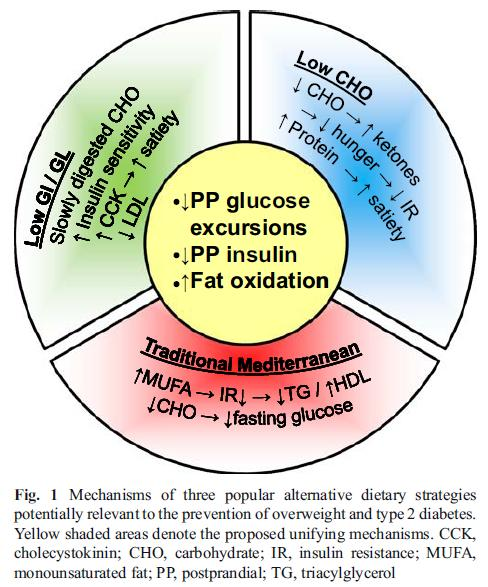 Low GI / GL
Slowly digested CHO
↑ Insulin sensitivity
↑ CCK → ↑ satiety
↓ LDL
Low CHO
↓ CHO → ↑ ketones
→ ↓ hunger → ↓ IR
↑ Protein → ↑ satiety
•↓PP glucose
excursions
•↓PP insulin
•↑Fat oxidation
Traditional Mediterranean
↑MUFA → IR↓ → ↓TG / ↑HDL
↓CHO → ↓fasting glucose
Fig. 1 Mechanisms of three popular alternative dietary strategies
potentially relevant to the prevention of overweight and type 2 diabetes.
Yellow shaded areas denote the proposed unifying mechanisms. CCK,
cholecystokinin; CHO, carbohydrate; IR, insulin resistance; MUFA,
monounsaturated fat; PP, postprandial; TG, triacylglycerol